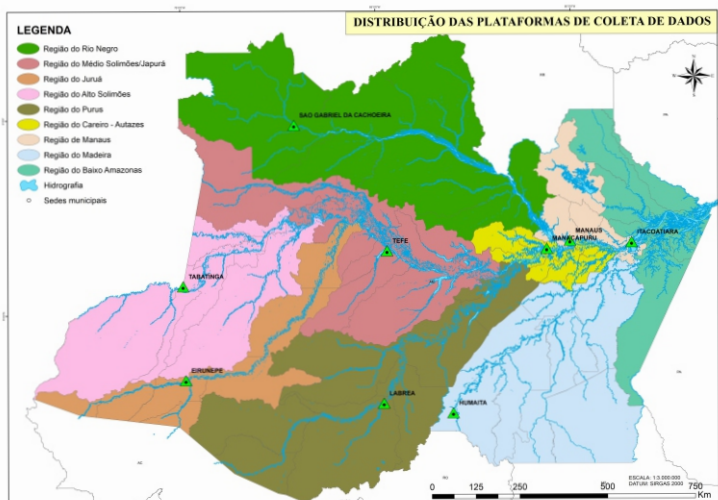 DISTRIBUIÇÃO DAS PLATAFORMAS DE COLETA DE DADOS
LEGENDA
Região do Rio Negro
Região do Médio Solimões/Japurá
Região do Juruá
Região do Alto Solimões
Região do Purus
Região do Careiro - Autazes
Região de Manaus
Região do Madeira
Região do Baixo Amazonas
Hidrografia
Sedes municipais
SAO GABRIEL DA CACHOEIRA
MANAUS
ITACOATIARA
MANACAPURU
TEFE
TABATINGA
EIRUNEPE
LABREA
HUMAITA
ESCALA: 1:3.000.000
DATUM: SIRGAS 2000
0 125 250 500 750
Km